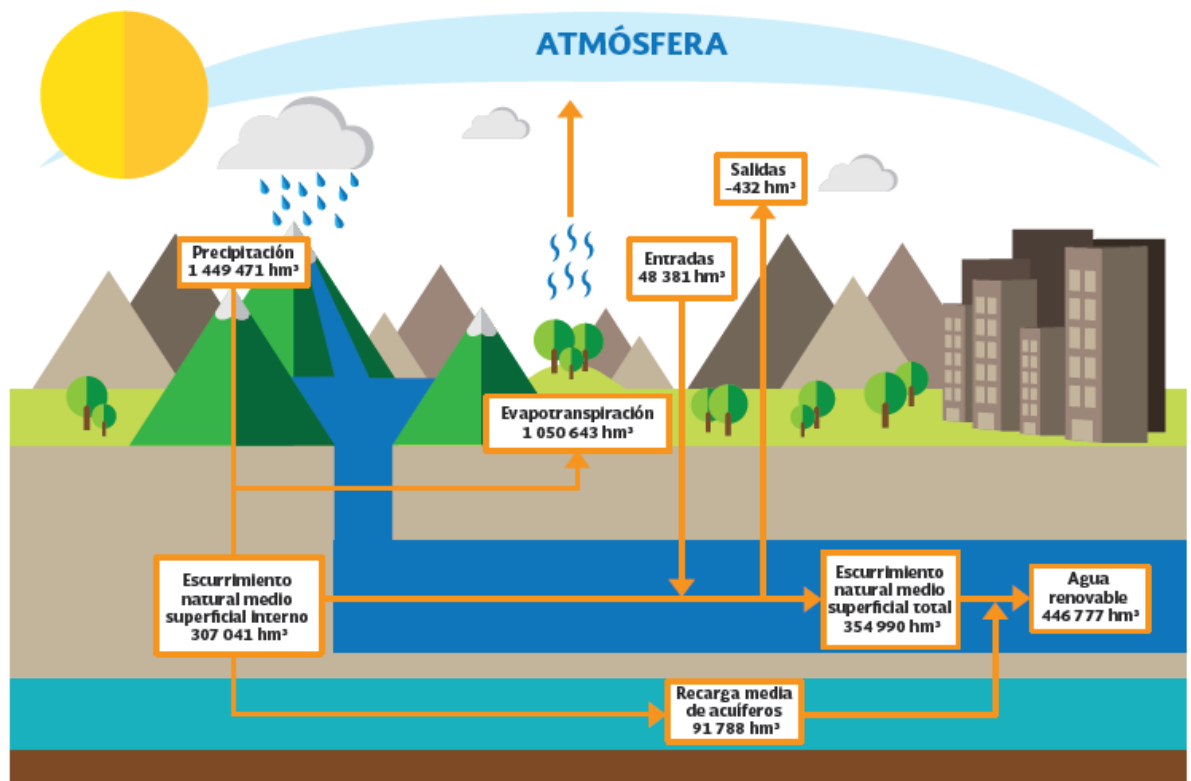 ATMÓSFERA
Salidas
-432 hm³
Precipitación
1 449 471 hm³
Entradas
48 381 hm³
Evapotranspiración
1 050 643 hm³
Escurrimiento
natural medio
superficial interno
307 041 hm³
Escurrimiento
natural medio
superficial total
354 990 hm³
Agua
renovable
446 777 hm³
Recarga media
de acuíferos
91 788 hm³